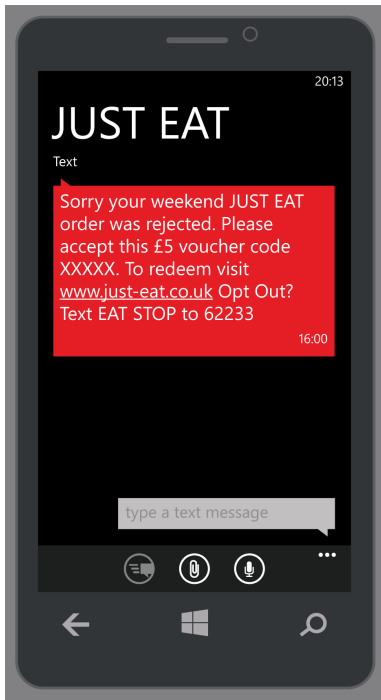 20:13
JUST EAT
Text
Sorry your weekend JUST EAT
order was rejected. Please
accept this £5 voucher code
XXXXX. To redeem visit
www.just-eat.co.uk Opt Out?
Text EAT STOP to 62233
16:00
type a text message